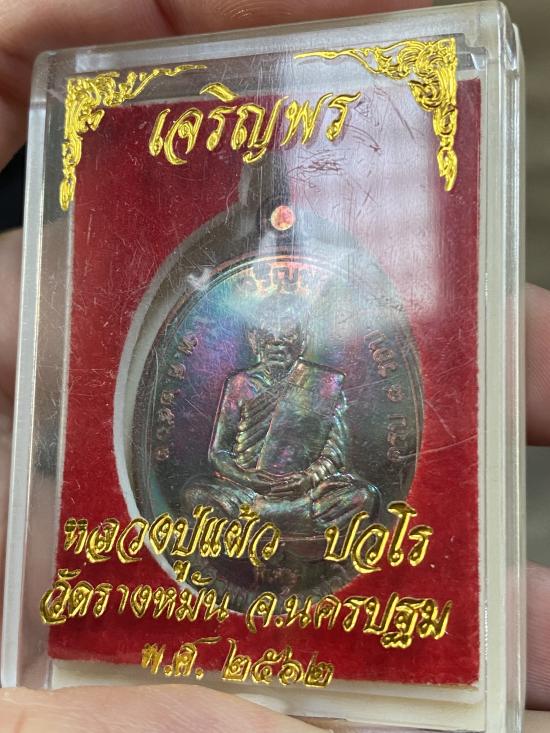 เจริญพร
หลวงปู่แผ้ว ปวโร
วัดรางหมัน จ.นครปฐม
พ.ศ. ๒๕๖๒